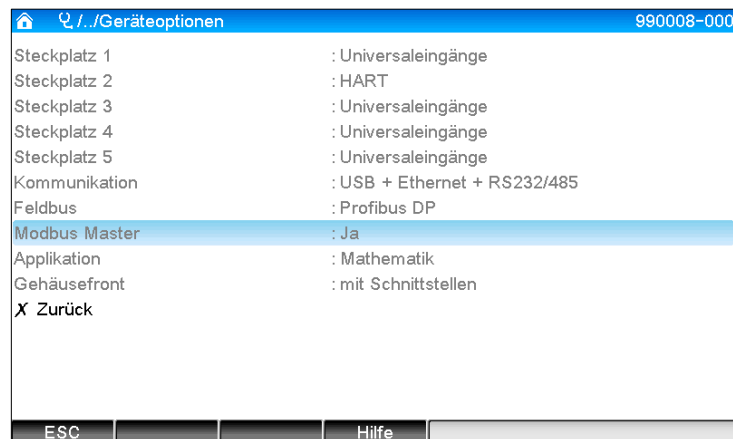 /../Geräteoptionen 990008-000
Steckplatz 1 : Universaleingänge
Steckplatz 2 : HART
Steckplatz 3 : Universaleingänge
Steckplatz 4 : Universaleingänge
Steckplatz 5 : Universaleingänge
Kommunikation : USB + Ethernet + RS232/485
Feldbus : Profibus DP
Modbus Master : Ja
Applikation : Mathematik
Gehäusefront : mit Schnittstellen
X Zurück
ESC Hilfe